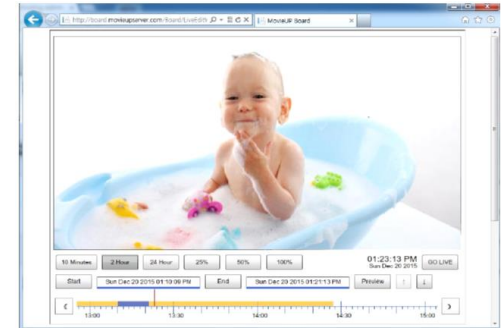 http://board.movieupserver.com/board/LiveEdit
MovieUP Board
10 Minutes 2 Hour 24 Hour 25% 50% 100% 01:23:13 PM GO LIVE
Sun Dec 20 2015
Start Sun Dec 20 2015 01:10:08 PM End Sun Dec 20 2015 01:21:13 PM Preview
13:00 13:30 14:00 14:30 15:00